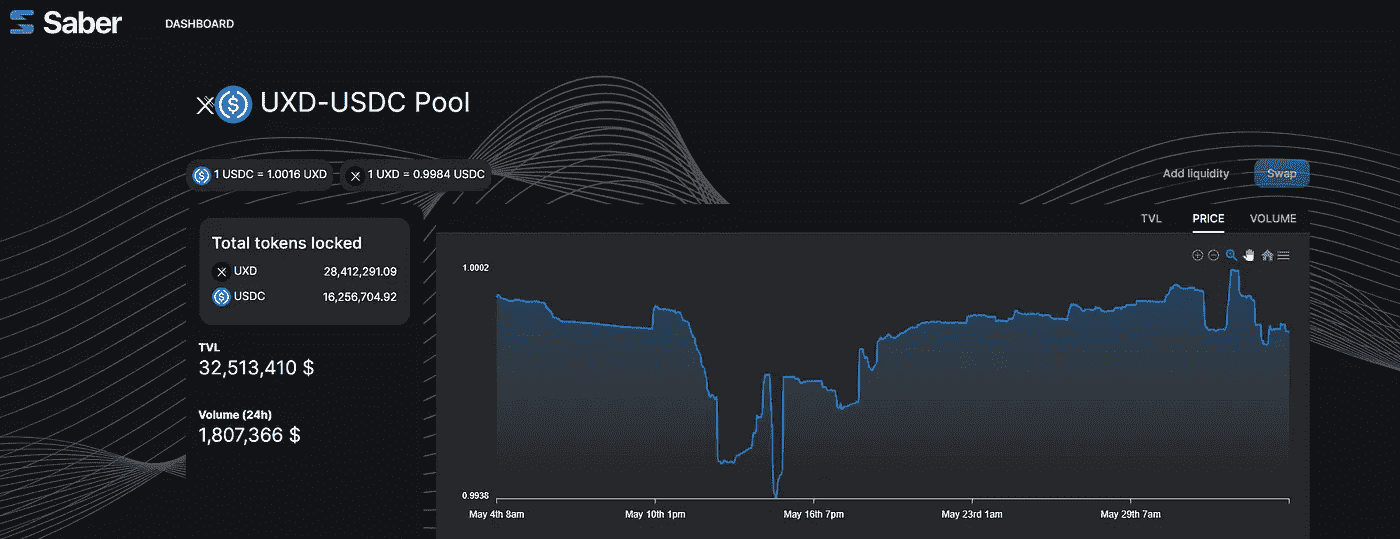 Saber
DASHBOARD
UXD-USDC Pool
1 USDC = 1.0016 UXD
1 UXD = 0.9984 USDC
Add liquidity
Swap
Total tokens locked
UXD 28,412,291.09
USDC 16,256,704.92
TVL
32,513,410 $
Volume (24h)
1,807,366 $
TVL PRICE VOLUME
1.0002
0.9938
May 4th 8am May 10th 1pm May 16th 7pm May 23rd 1am May 29th 7am